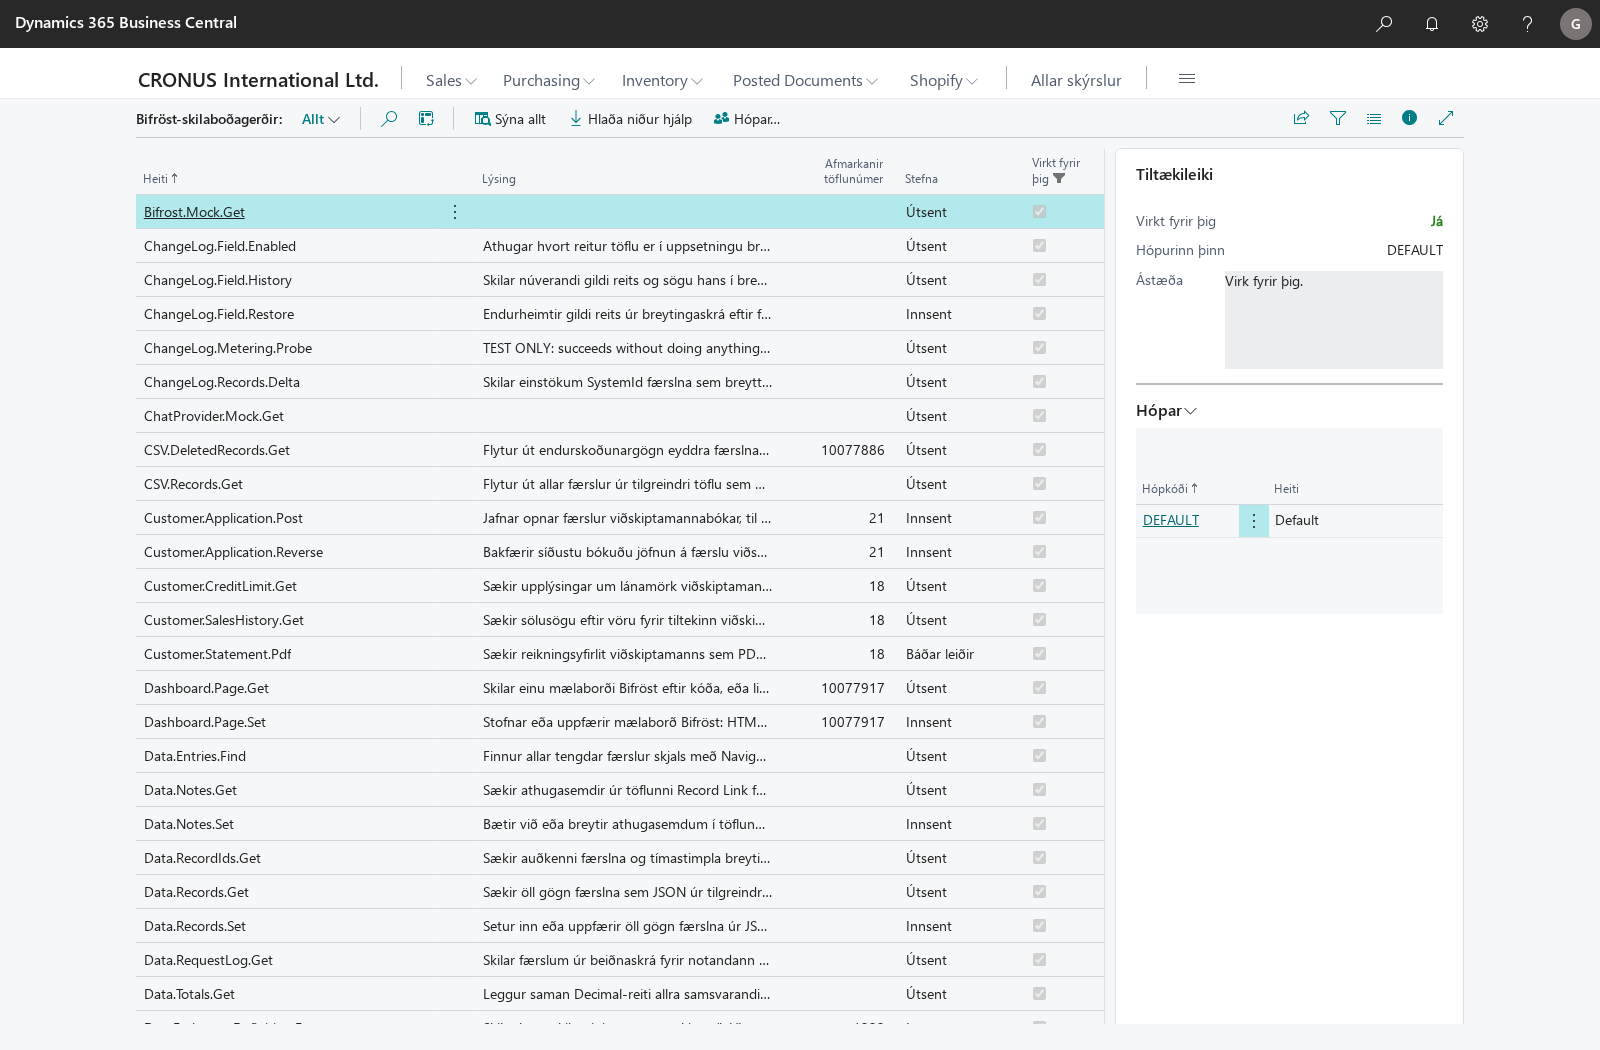 Dynamics 365 Business Central
G
CRONUS International Ltd.
Sales
Purchasing
Inventory
Posted Documents
Shopify
Allar skýrslur
Bifröst-skilaboðagerðir:
Allt
Sýna allt
Hlaða niður hjálp
Hópar...
Heiti ↑
Lýsing
Afmarkanir
töflunúmer
Stefna
Virkt fyrir
þig
Bifrost.Mock.Get Útsent
ChangeLog.Field.Enabled Athugar hvort reitur töflu er í uppsetningu br... Útsent
ChangeLog.Field.History Skilar núverandi gildi reits og sögu hans í bre... Útsent
ChangeLog.Field.Restore Endurheimtir gildi reits úr breytingaskrá eftir f... Innsent
ChangeLog.Metering.Probe TEST ONLY: succeeds without doing anything... Útsent
ChangeLog.Records.Delta Skilar einstökum SystemId færslna sem breytt... Útsent
ChatProvider.Mock.Get Útsent
CSV.DeletedRecords.Get Flytur út endurskoðunargögn eyddra færslna... 10077886 Útsent
CSV.Records.Get Flytur út allar færslur úr tilgreindri töflu sem ... Útsent
Customer.Application.Post Jafnar opnar færslur viðskiptamannabókar, til ... 21 Innsent
Customer.Application.Reverse Bakfærir síðustu bókuðu jöfnun á færslu viðs... 21 Innsent
Customer.CreditLimit.Get Sækir upplýsingar um lánamörk viðskiptaman... 18 Útsent
Customer.SalesHistory.Get Sækir sölusögu eftir vöru fyrir tiltekinn viðski... 18 Útsent
Customer.Statement.Pdf Sækir reikningsyfirlit viðskiptamanns sem PD... 18 Báðar leiðir
Dashboard.Page.Get Skilar einu mælaborði Bifröst eftir kóða, eða li... 10077917 Útsent
Dashboard.Page.Set Stofnar eða uppfærir mælaborð Bifröst: HTM... 10077917 Innsent
Data.Entries.Find Finnur allar tengdar færslur skjals með Navig... Útsent
Data.Notes.Get Sækir athugasemdir úr töflunni Record Link f... Útsent
Data.Notes.Set Bætir við eða breytir athugasemdum í töflun... Innsent
Data.RecordIds.Get Sækir auðkenni færslna og tímastimpla breyti... Útsent
Data.Records.Get Sækir öll gögn færslna sem JSON úr tilgreindr... Útsent
Data.Records.Set Setur inn eða uppfærir öll gögn færslna úr JS... Innsent
Data.RequestLog.Get Skilar færslum úr beiðnaskrá fyrir notandann ... Útsent
Data.Totals.Get Leggur saman Decimal-reiti allra samsvarandi... Útsent
Tiltækileiki
Virkt fyrir þig Já
Hópurinn þinn DEFAULT
Ástæða Virk fyrir þig.
Hópar
Hópkóði ↑ Heiti
DEFAULT Default